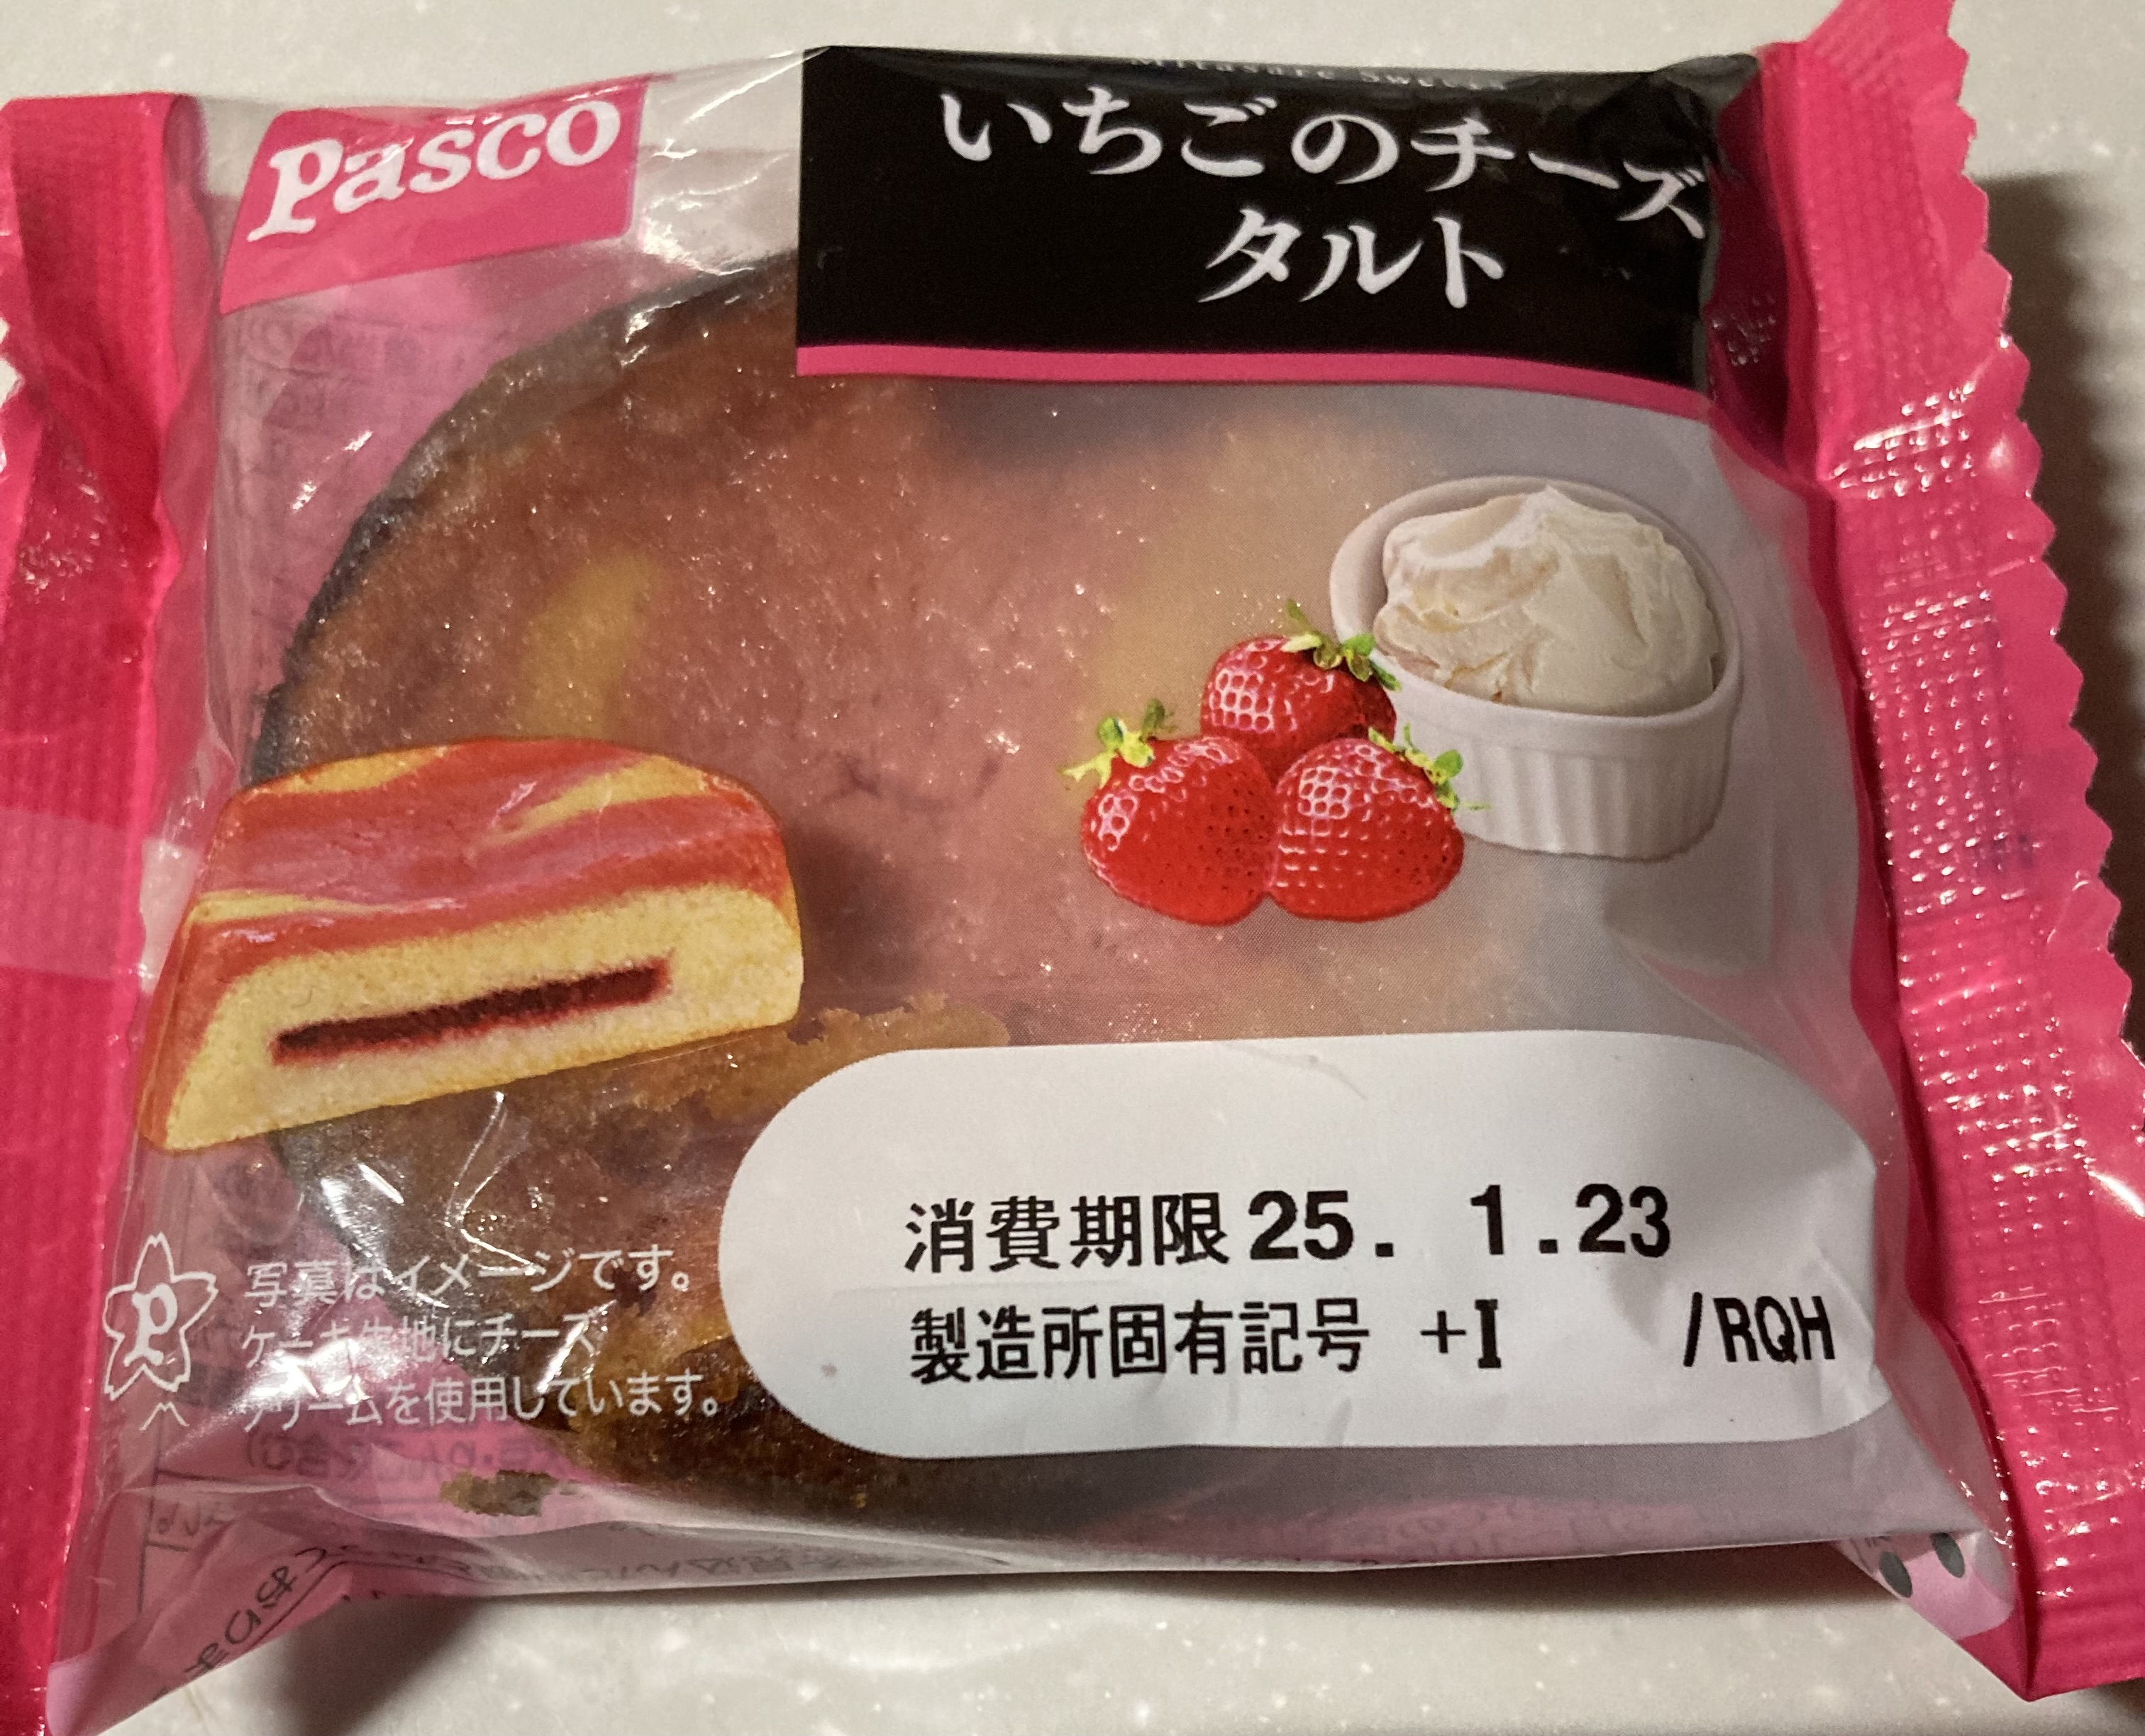 Pasco
いちごのチーズ
タルト
消費期限 25. 1.23
製造所固有記号 +I /RQH
写真はイメージです。
ケーキ生地にチーズ
クリームを使用しています。